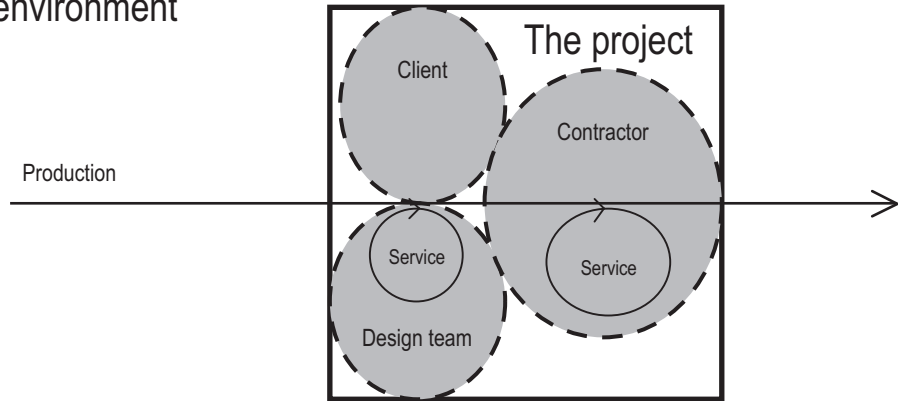 environment
The project
Client
Contractor
Production
Service
Service
Design team